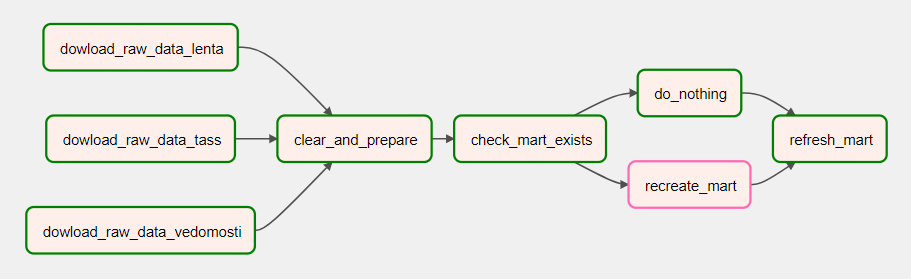 dowload_raw_data_lenta
do_nothing
dowload_raw_data_tass
clear_and_prepare
check_mart_exists
refresh_mart
recreate_mart
dowload_raw_data_vedomosti